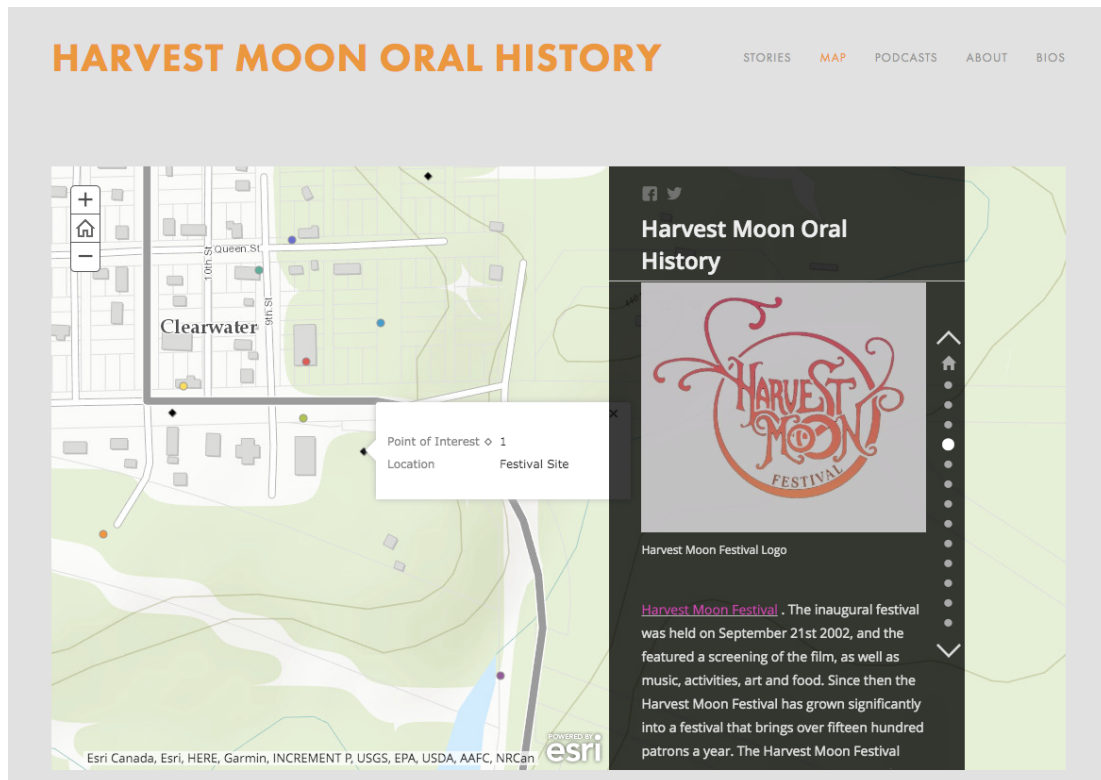 HARVEST MOON ORAL HISTORY
STORIES MAP PODCASTS ABOUT BIOS
Queen St
10th St
9th St
Clearwater
Point of Interest ◇ 1
Location Festival Site
Harvest Moon Oral
History
HARVEST
MOON
FESTIVAL
Harvest Moon Festival Logo
Harvest Moon Festival . The inaugural festival
was held on September 21st 2002, and the
featured a screening of the film, as well as
music, activities, art and food. Since then the
Harvest Moon Festival has grown significantly
into a festival that brings over fifteen hundred
patrons a year. The Harvest Moon Festival
Esri Canada, Esri, HERE, Garmin, INCREMENT P, USGS, EPA, USDA, AAFC, NRCan
POWERED BY
esri